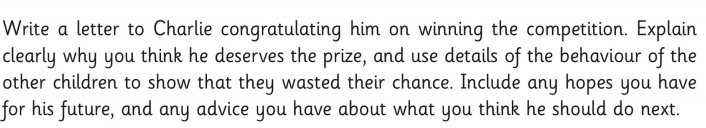 Write a letter to Charlie congratulating him on winning the competition. Explain
clearly why you think he deserves the prize, and use details of the behaviour of the
other children to show that they wasted their chance. Include any hopes you have
for his future, and any advice you have about what you think he should do next.